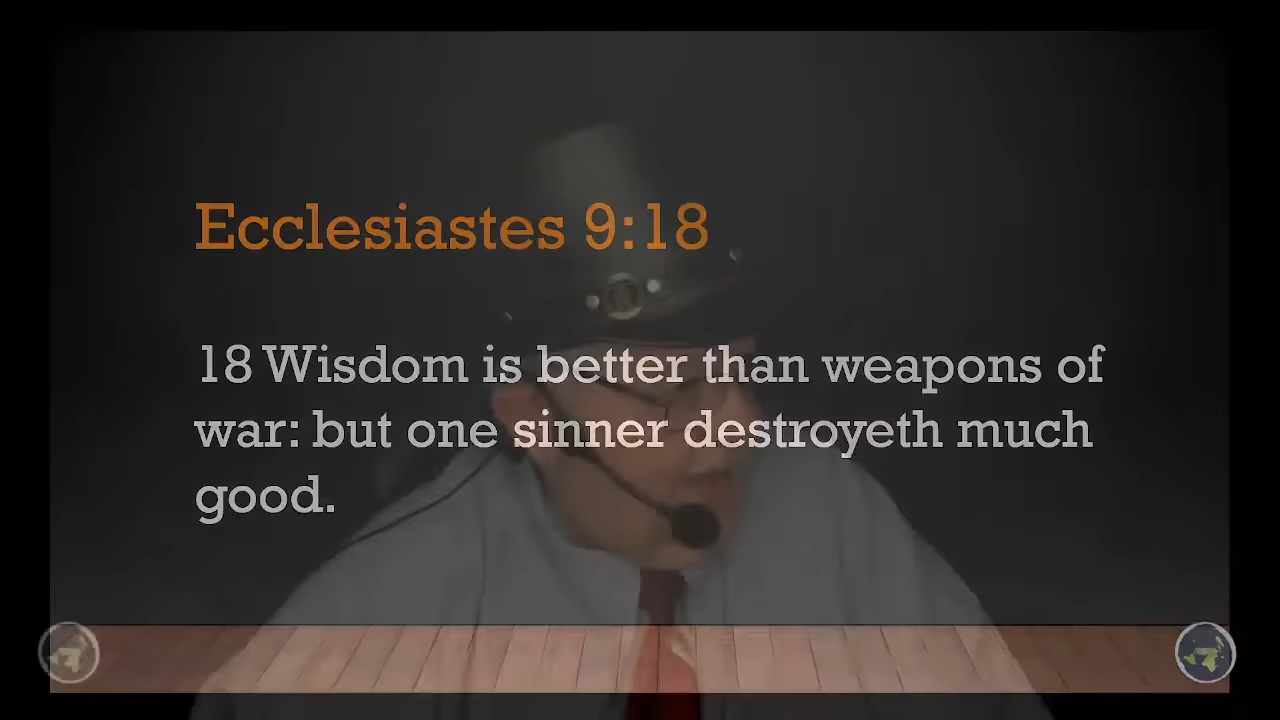 Ecclesiastes 9:18
18 Wisdom is better than weapons of
war: but one sinner destroyeth much
good.